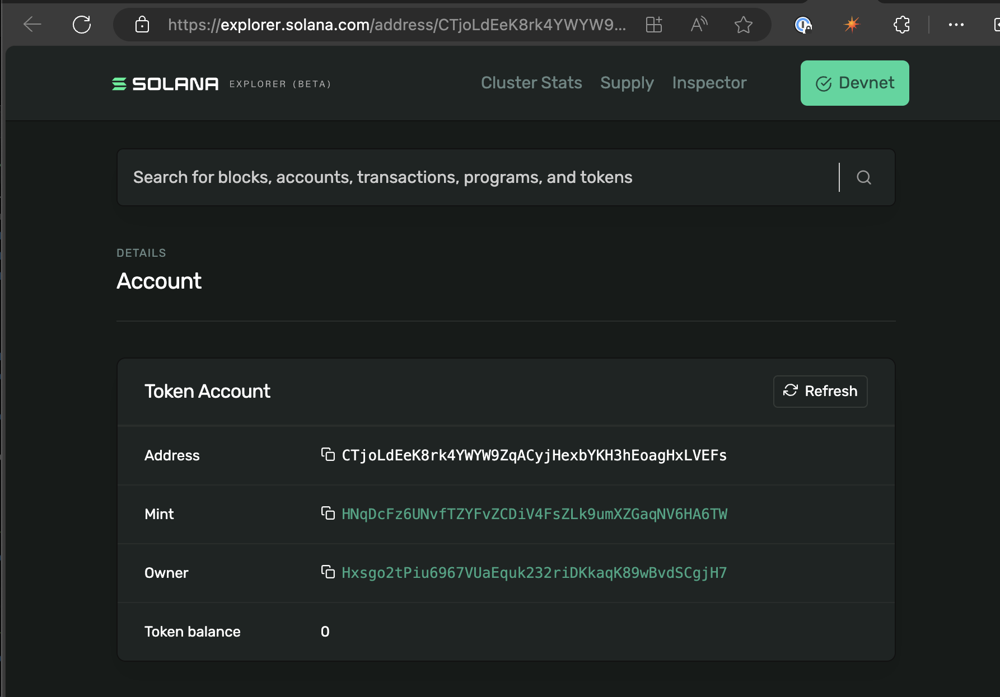 https://explorer.solana.com/address/CTjoLdEeK8rk4YWYW9...
SOLANA EXPLORER (BETA)
Cluster Stats Supply Inspector
Devnet
Search for blocks, accounts, transactions, programs, and tokens
DETAILS
Account
Token Account
Refresh
Address CTjoLdEeK8rk4YWYW9ZqACyjHexbYKH3hEoagHxLVEFs
Mint HNqDcFz6UNvfTZYFvZCDiV4FsZLk9umXZGaqNV6HA6TW
Owner Hxsgo2tPiu6967VUaEquk232riDKkaqK89wBvdSCgjH7
Token balance 0